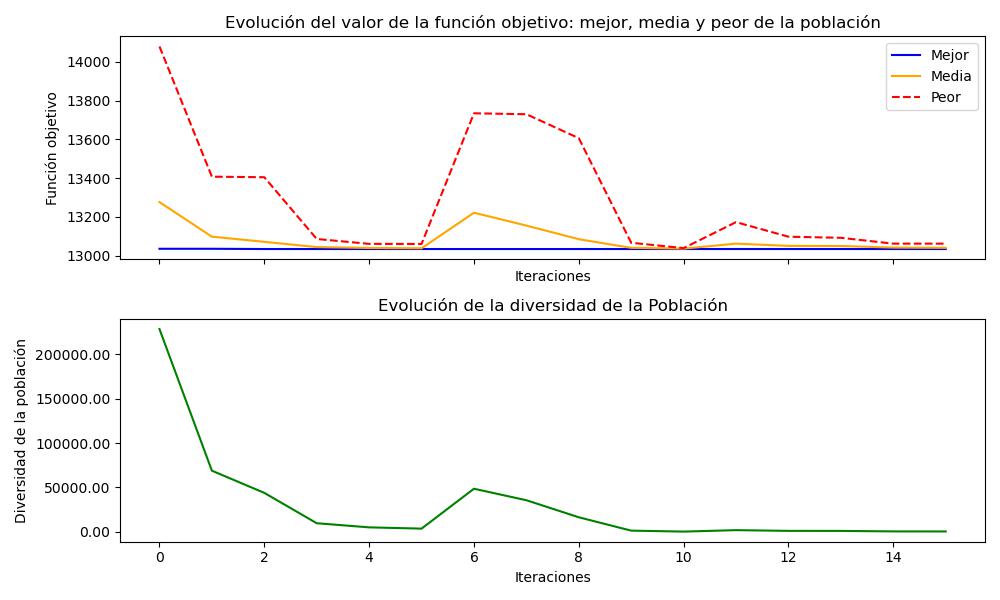 Evolución del valor de la función objetivo: mejor, media y peor de la población
Función objetivo
14000
13800
13600
13400
13200
13000
Mejor
Media
Peor
Iteraciones
Evolución de la diversidad de la Población
Diversidad de la población
200000.00
150000.00
100000.00
50000.00
0.00
0 2 4 6 8 10 12 14
Iteraciones